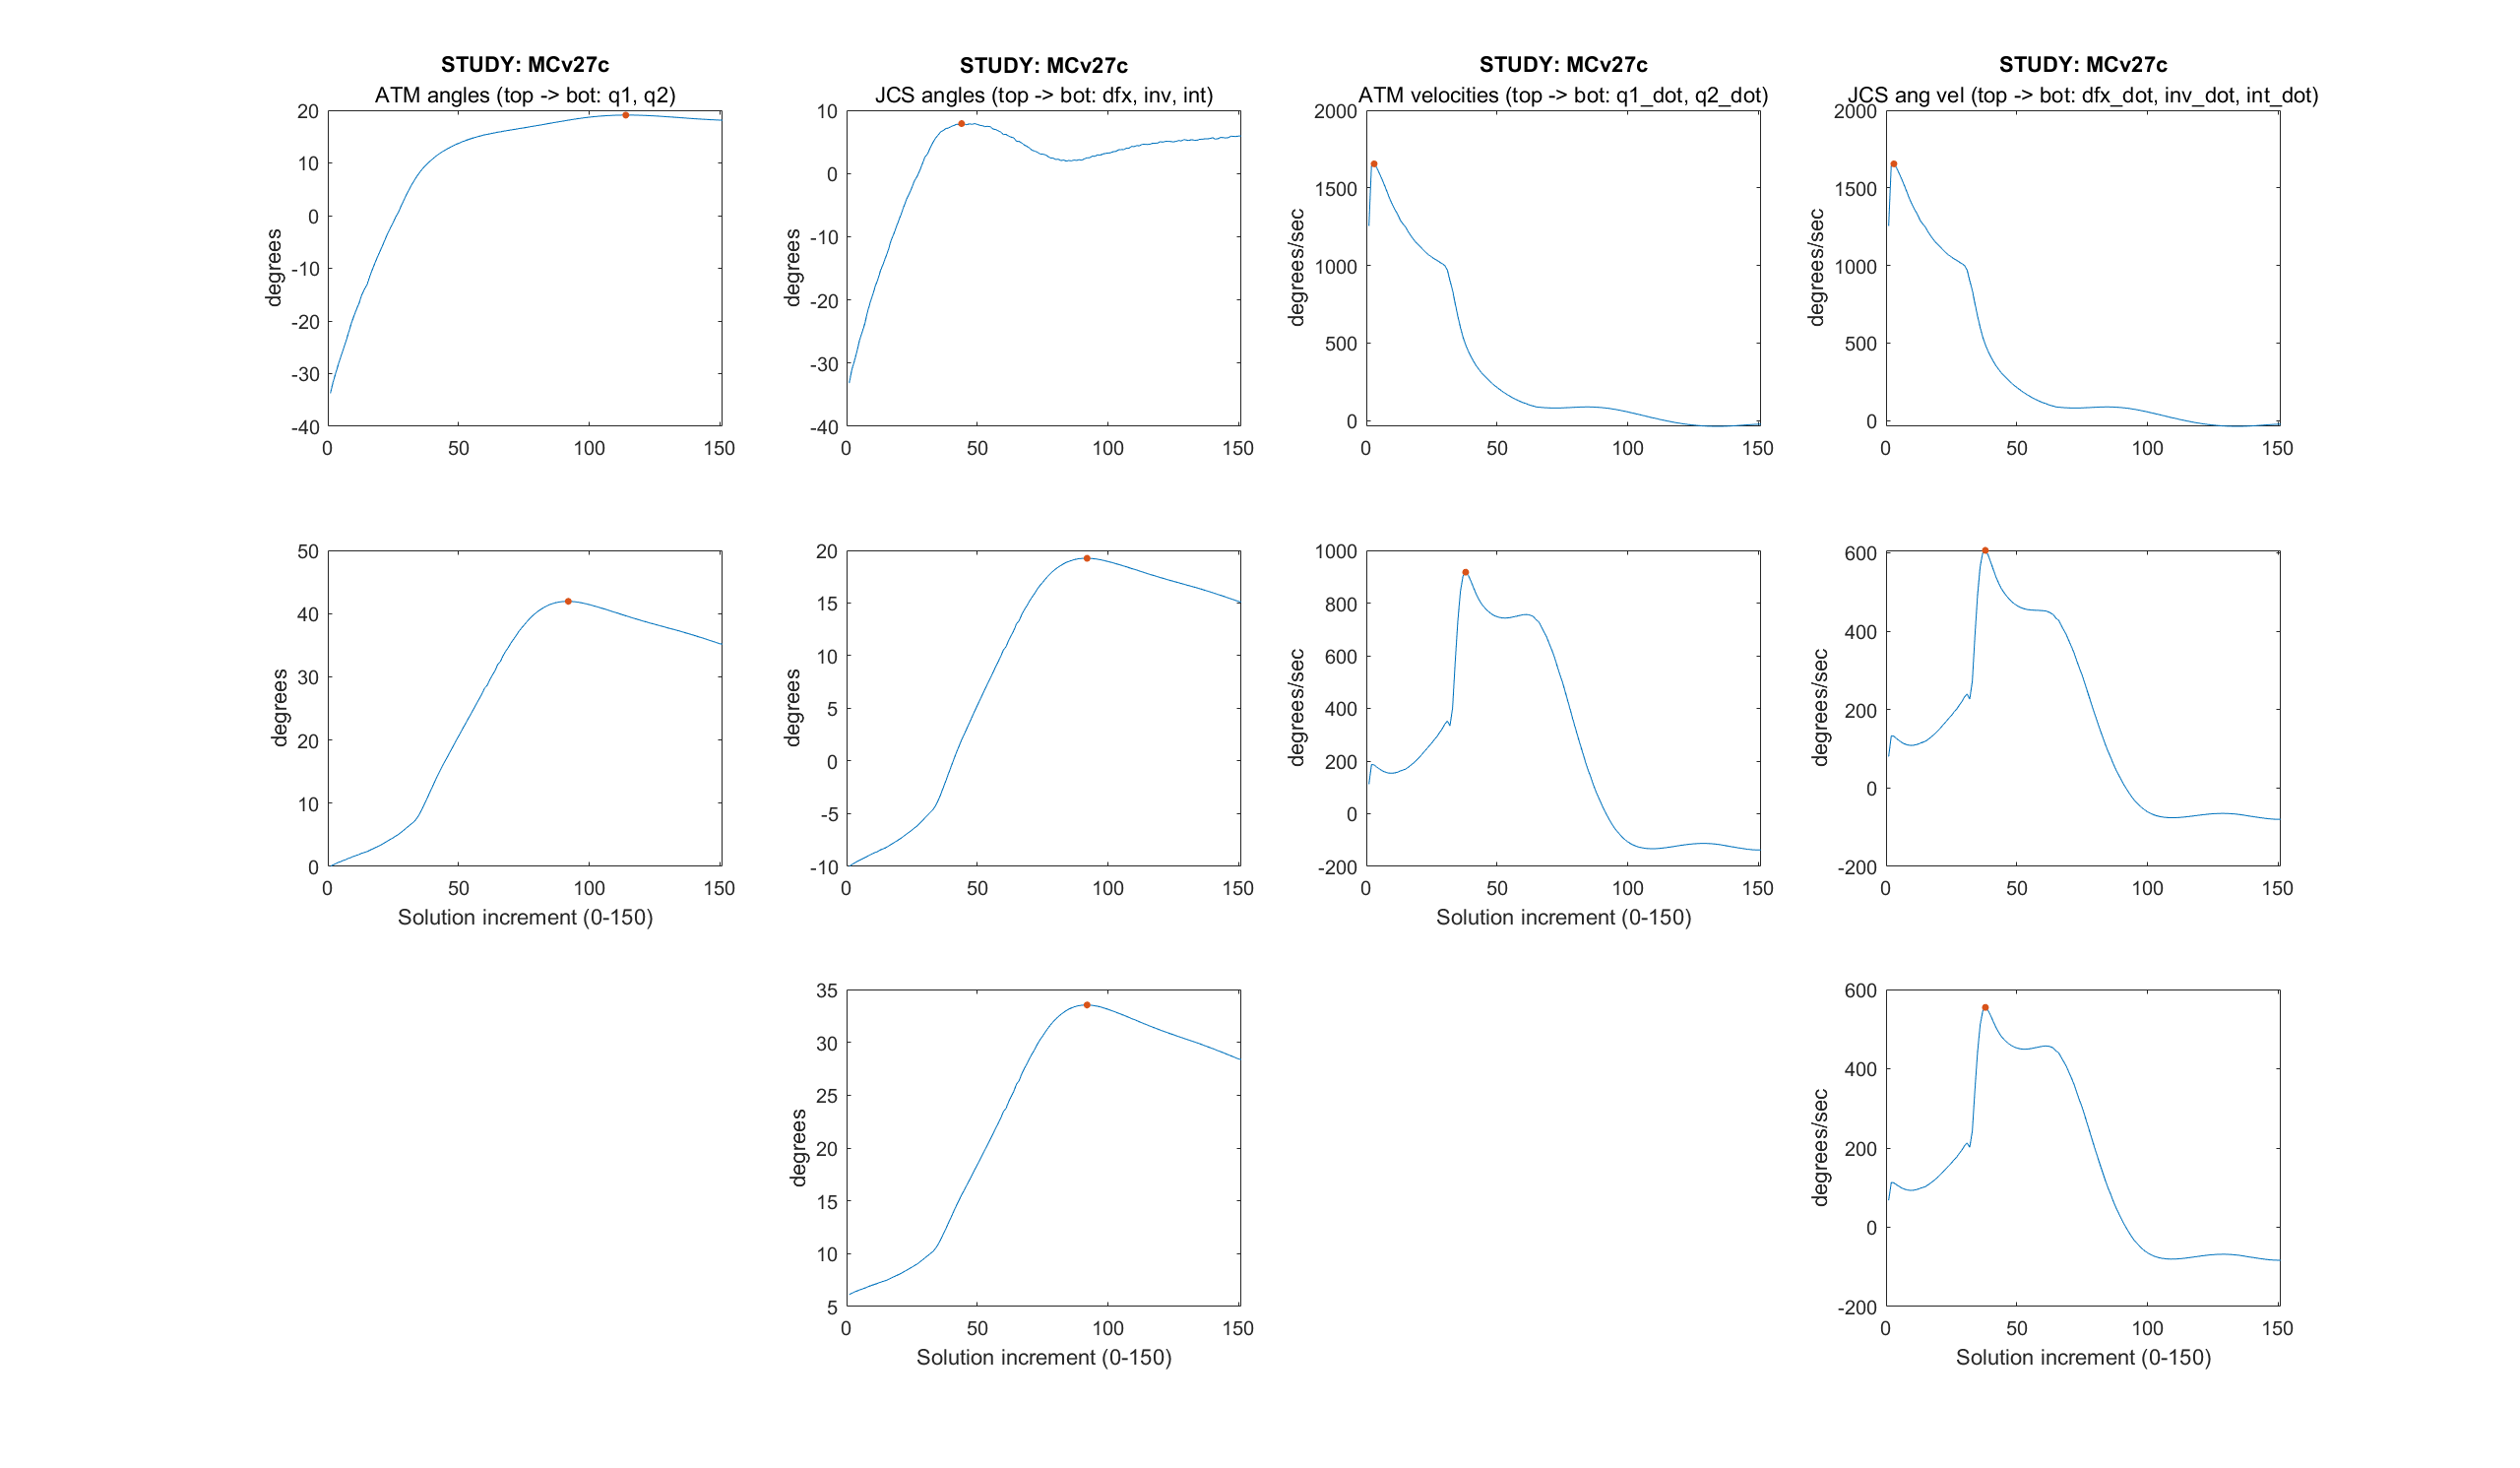 STUDY: MCv27c
ATM angles (top -> bot: q1, q2)
20
10
0
-10
-20
-30
-40
degrees
0 50 100 150
STUDY: MCv27c
JCS angles (top -> bot: dfx, inv, int)
10
0
-10
-20
-30
-40
degrees
0 50 100 150
STUDY: MCv27c
ATM velocities (top -> bot: q1_dot, q2_dot)
2000
1500
1000
500
0
degrees/sec
0 50 100 150
STUDY: MCv27c
JCS ang vel (top -> bot: dfx_dot, inv_dot, int_dot)
2000
1500
1000
500
0
degrees/sec
0 50 100 150
50
40
30
20
10
0
degrees
0 50 100 150
Solution increment (0-150)
20
15
10
5
0
-5
-10
degrees
0 50 100 150
1000
800
600
400
200
0
-200
degrees/sec
0 50 100 150
Solution increment (0-150)
600
400
200
0
-200
degrees/sec
0 50 100 150
35
30
25
20
15
10
5
degrees
0 50 100 150
Solution increment (0-150)
600
400
200
0
-200
degrees/sec
0 50 100 150
Solution increment (0-150)